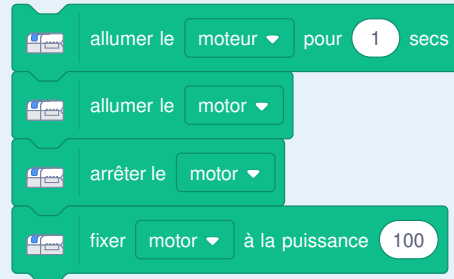 allumer le moteur pour 1 secs
allumer le motor
arrêter le motor
fixer motor à la puissance 100